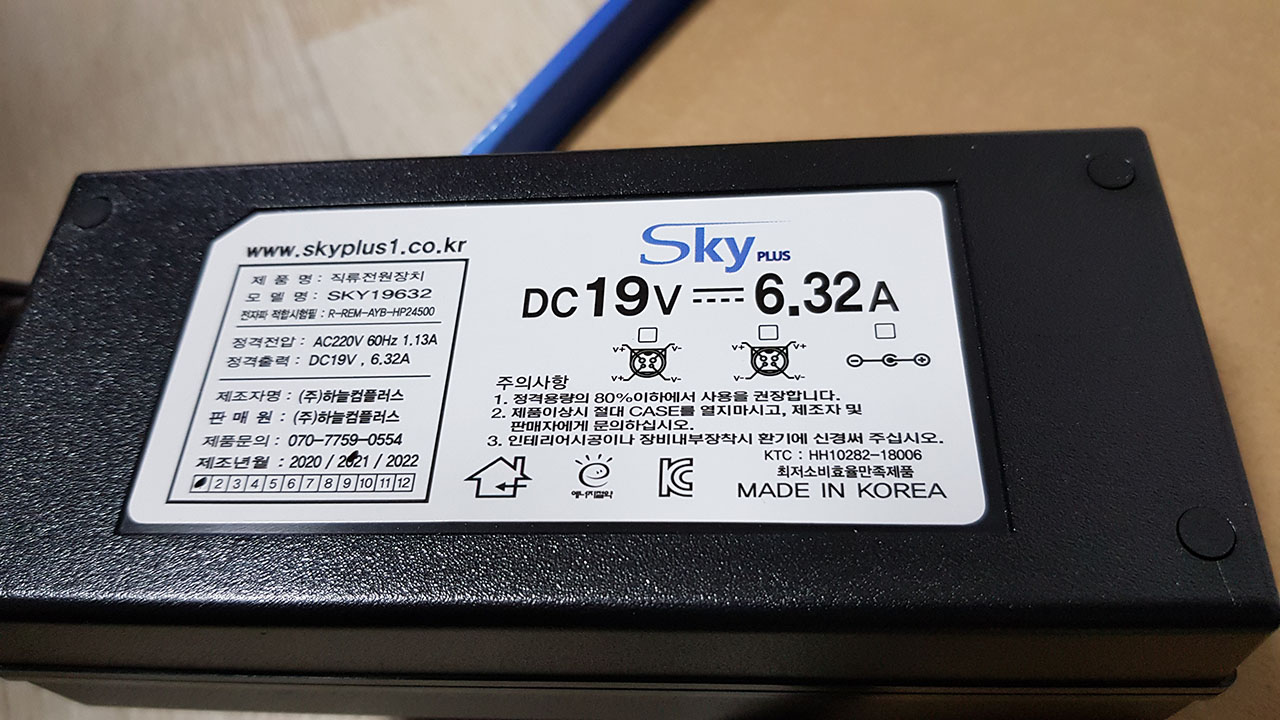 www.skyplus1.co.kr
제 품 명 : 직류전원장치
모 델 명 : SKY19632
전자파 적합시험필 : R-REM-AYB-HP24500
정격전압 : AC220V 60Hz 1.13A
정격출력 : DC19V , 6.32A
제조자명 : (주)하늘컴플러스
판 매 원 : (주)하늘컴플러스
제품문의 : 070-7759-0554
제조년월 : 2020 / 2021 / 2022
2 3 4 5 6 7 8 9 10 11 12
Sky PLUS
DC 19V 6.32A
V+ V- V+ V-
V- V+ V+ V-
주의사항
1. 정격용량의 80%이하에서 사용을 권장합니다.
2. 제품이상시 절대 CASE를 열지마시고, 제조자 및
판매자에게 문의하십시오.
3. 인테리어시공이나 장비내부장착시 환기에 신경써 주십시오.
에너지절약
KTC : HH10282-18006
최저소비효율만족제품
MADE IN KOREA